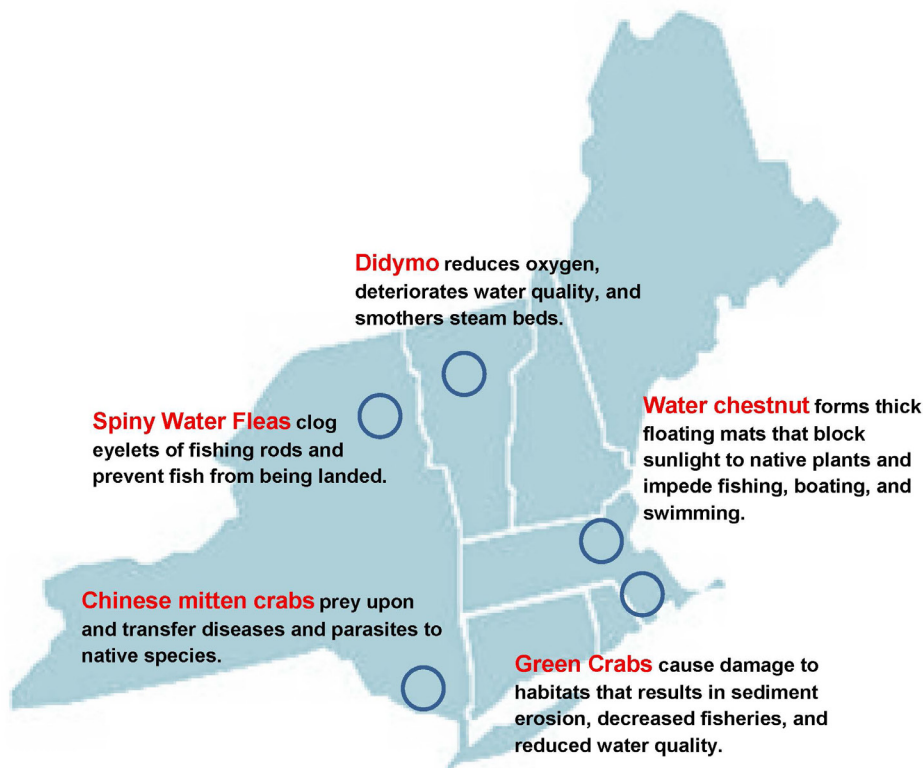 Didymo reduces oxygen,
deteriorates water quality, and
smothers steam beds.
Spiny Water Fleas clog
eyelets of fishing rods and
prevent fish from being landed.
Water chestnut forms thick
floating mats that block
sunlight to native plants and
impede fishing, boating, and
swimming.
Chinese mitten crabs prey upon
and transfer diseases and parasites to
native species.
Green Crabs cause damage to
habitats that results in sediment
erosion, decreased fisheries, and
reduced water quality.